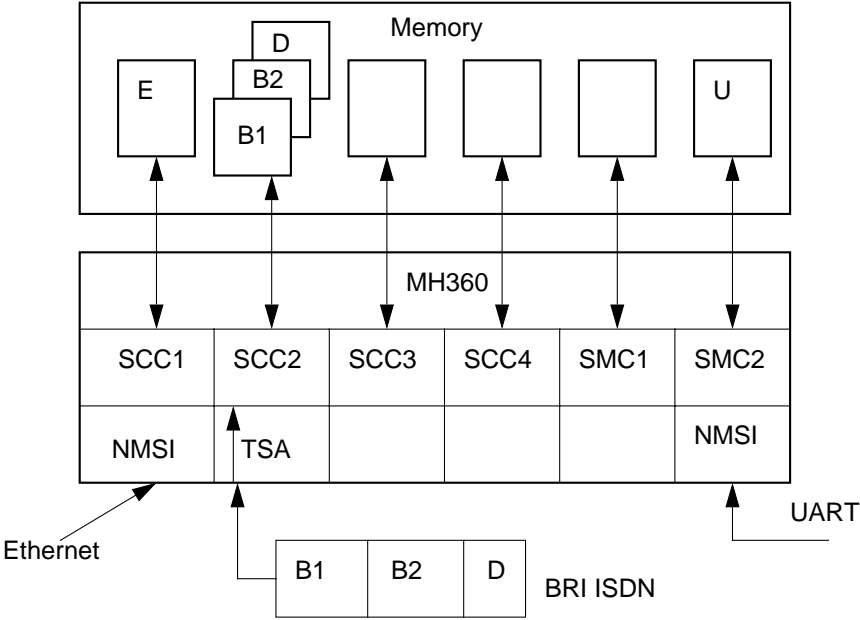 Memory
D
E
B2
U
B1
MH360
SCC1 SCC2 SCC3 SCC4 SMC1 SMC2
NMSI TSA NMSI
UART
Ethernet
B1 B2 D
BRI ISDN